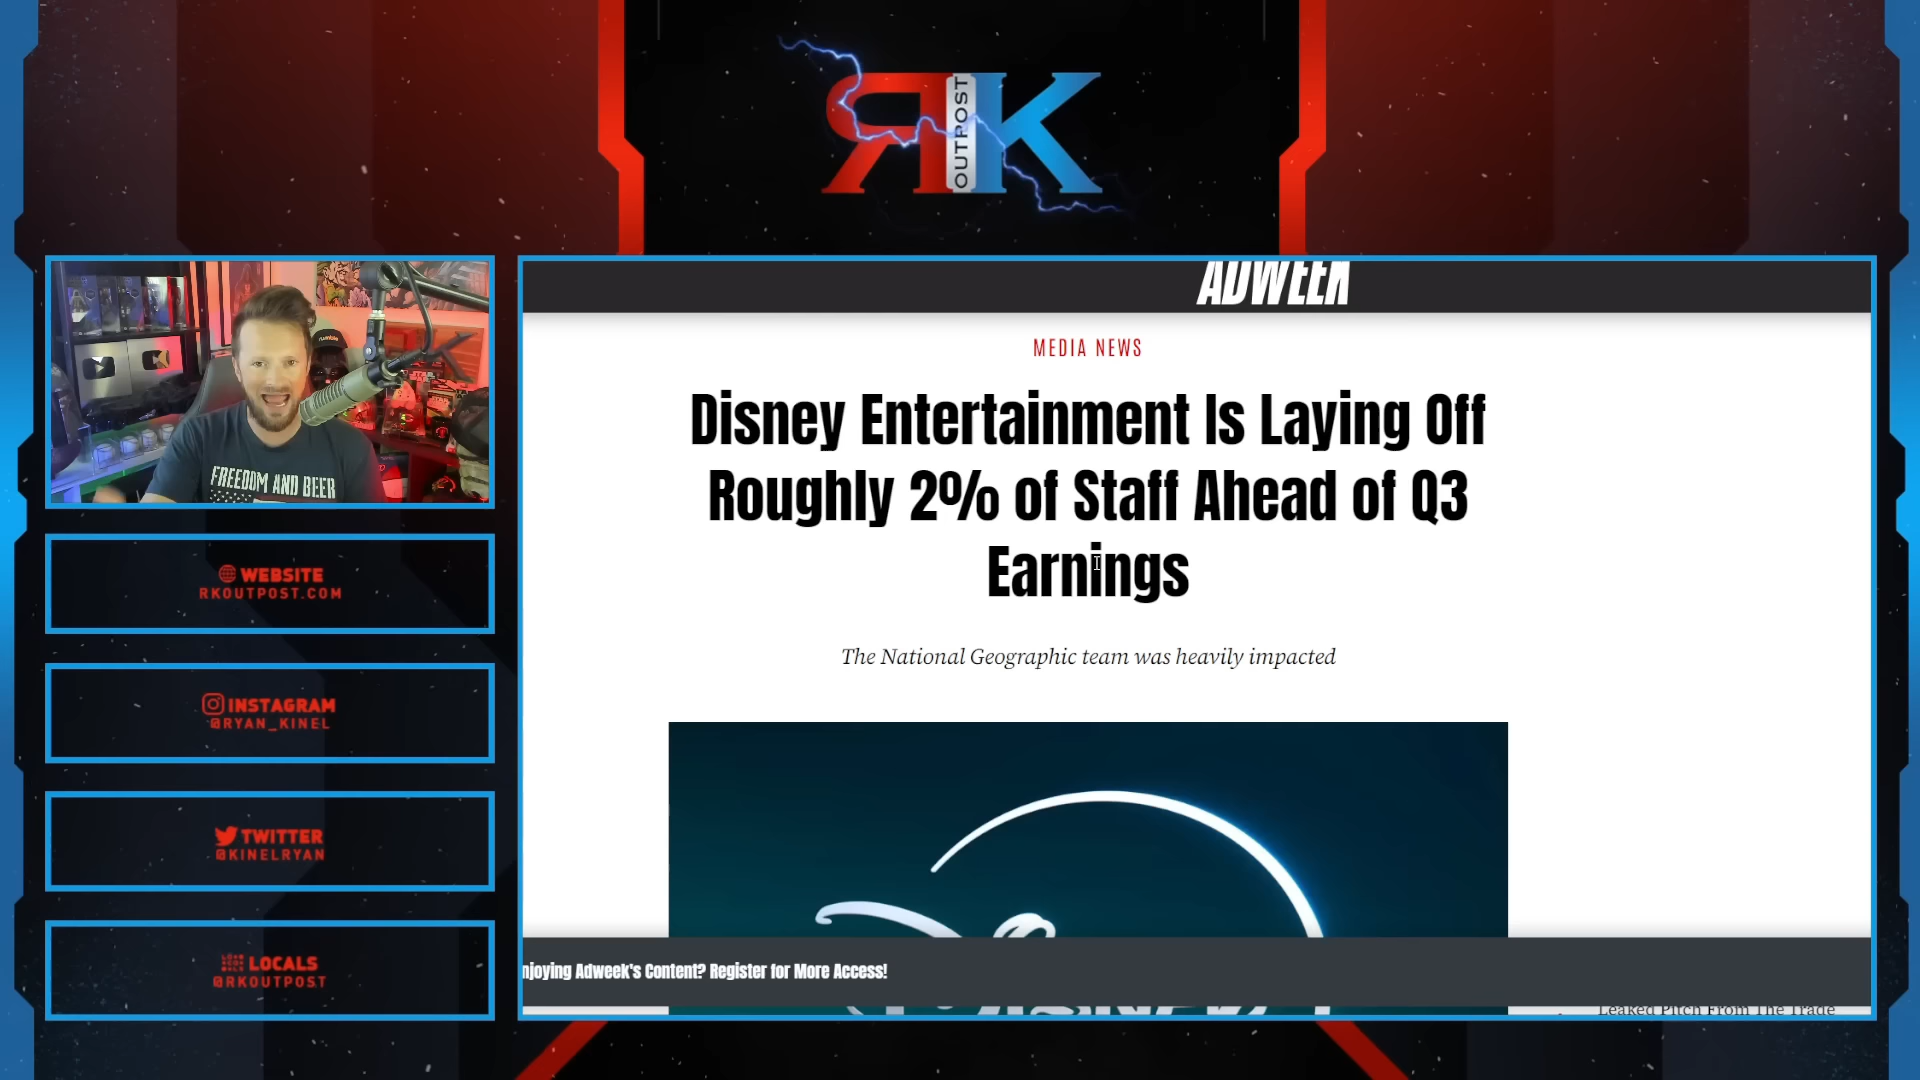 RK
OUTPOST
ADWEEK
MEDIA NEWS
Disney Entertainment Is Laying Off
Roughly 2% of Staff Ahead of Q3
Earnings
The National Geographic team was heavily impacted
FREEDOM AND BEER
WEBSITE
RKOUTPOST.COM
INSTAGRAM
@RYAN_KINEL
TWITTER
@KINELRYAN
LOCALS
@RKOUTPOST
njoying Adweek's Content? Register for More Access!
Leaked Pitch From The Trade